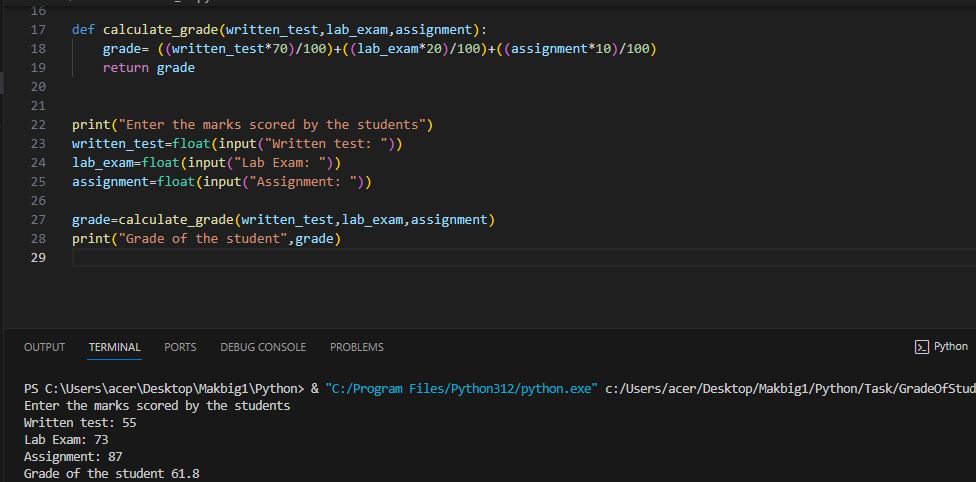 16
17 def calculate_grade(written_test,lab_exam,assignment):
18     grade= ((written_test*70)/100)+((lab_exam*20)/100)+((assignment*10)/100)
19     return grade
20
21
22 print("Enter the marks scored by the students")
23 written_test=float(input("Written test: "))
24 lab_exam=float(input("Lab Exam: "))
25 assignment=float(input("Assignment: "))
26
27 grade=calculate_grade(written_test,lab_exam,assignment)
28 print("Grade of the student",grade)
29
OUTPUT TERMINAL PORTS DEBUG CONSOLE PROBLEMS Python
PS C:\Users\acer\Desktop\Makbig1\Python> & "C:/Program Files/Python312/python.exe" c:/Users/acer/Desktop/Makbig1/Python/Task/GradeOfStud
Enter the marks scored by the students
Written test: 55
Lab Exam: 73
Assignment: 87
Grade of the student 61.8